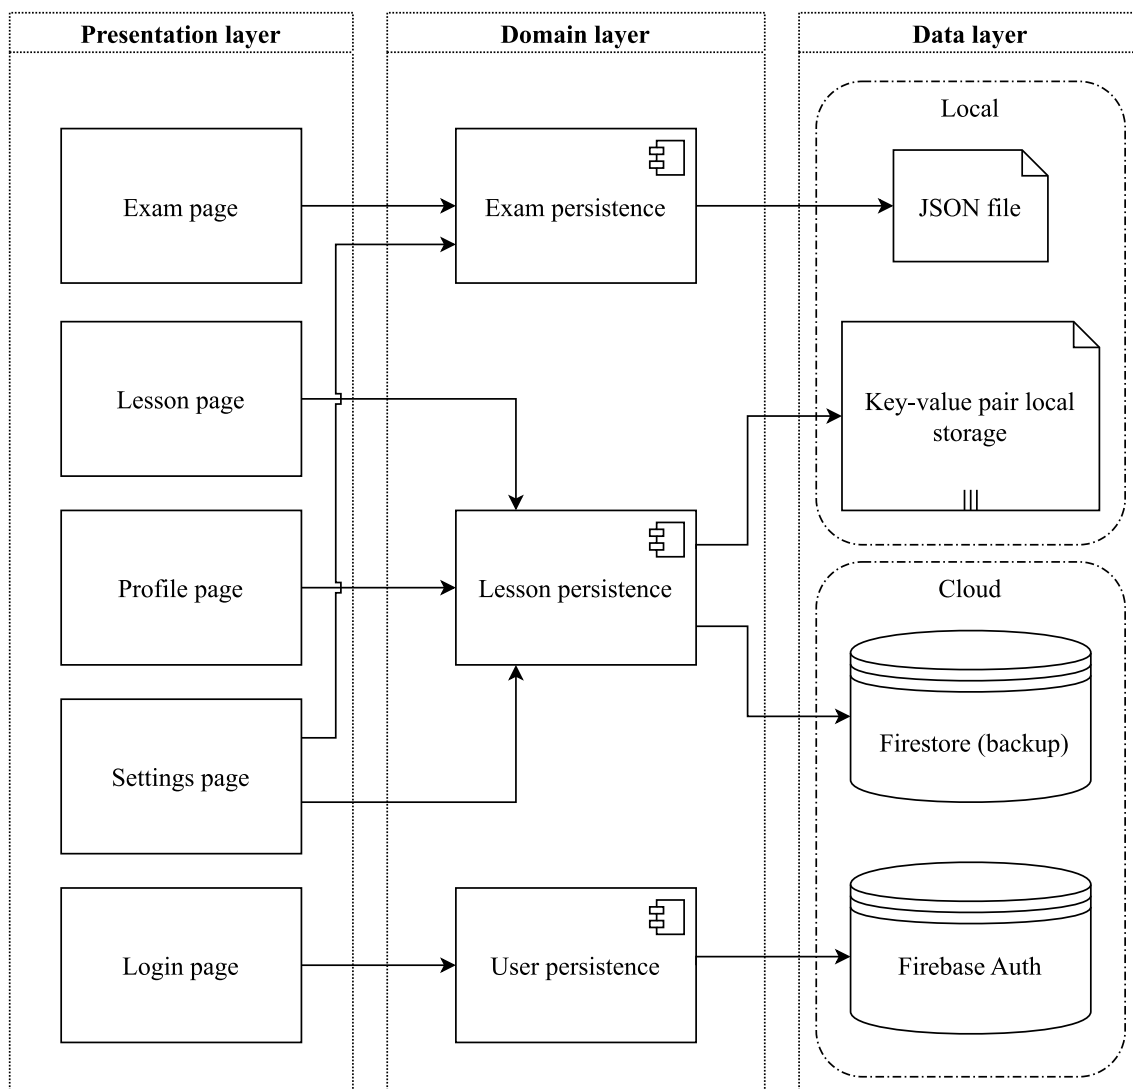 Presentation layer
Domain layer
Data layer
Local
Exam page
Exam persistence
JSON file
Lesson page
Key-value pair local
storage
Profile page
Lesson persistence
Cloud
Settings page
Firestore (backup)
Login page
User persistence
Firebase Auth